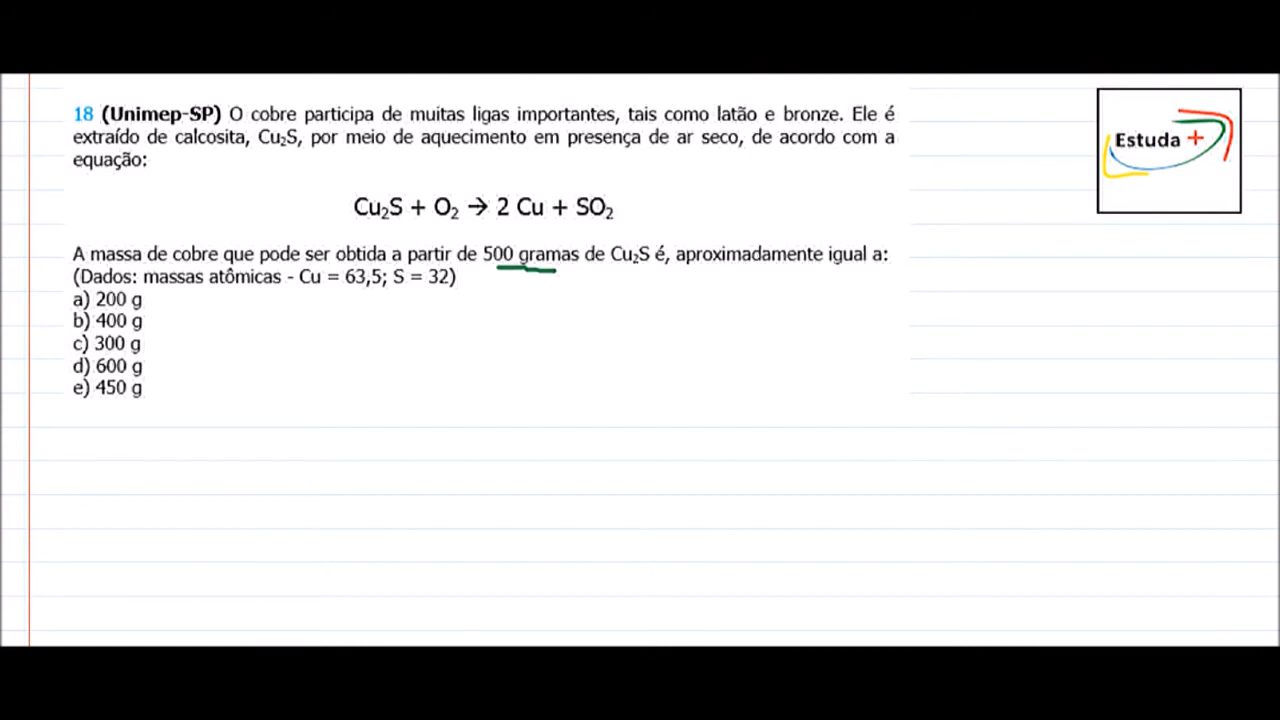 18 (Unimep-SP) O cobre participa de muitas ligas importantes, tais como latão e bronze. Ele é
extraído de calcosita, Cu₂S, por meio de aquecimento em presença de ar seco, de acordo com a
equação:
Cu₂S + O₂ → 2 Cu + SO₂
A massa de cobre que pode ser obtida a partir de 500 gramas de Cu₂S é, aproximadamente igual a:
(Dados: massas atômicas - Cu = 63,5; S = 32)
a) 200 g
b) 400 g
c) 300 g
d) 600 g
e) 450 g
Estuda +